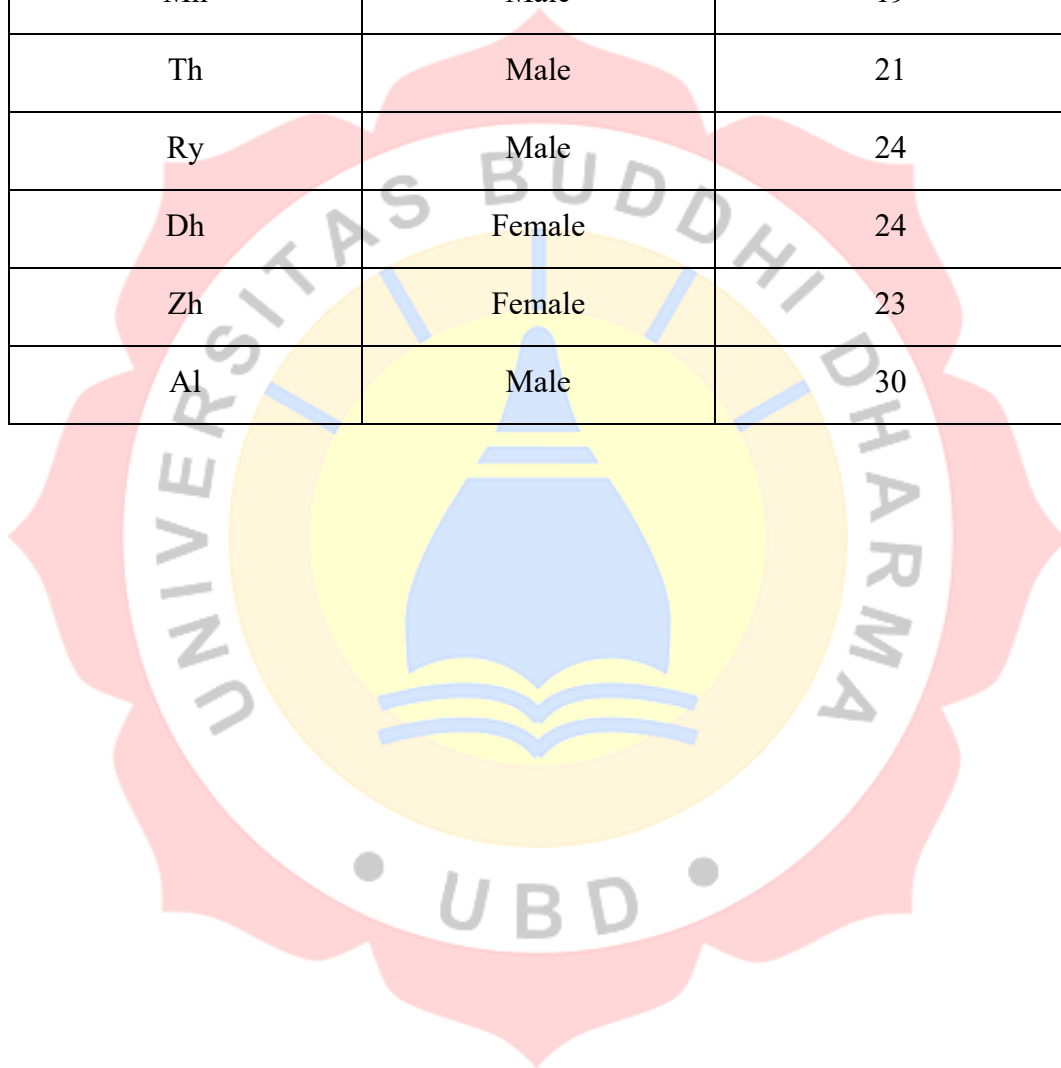 Th Male 21
Ry Male 24
Dh Female 24
Zh Female 23
Al Male 30
UNIVERSITAS BUDDHI DHARMA
• UBD •